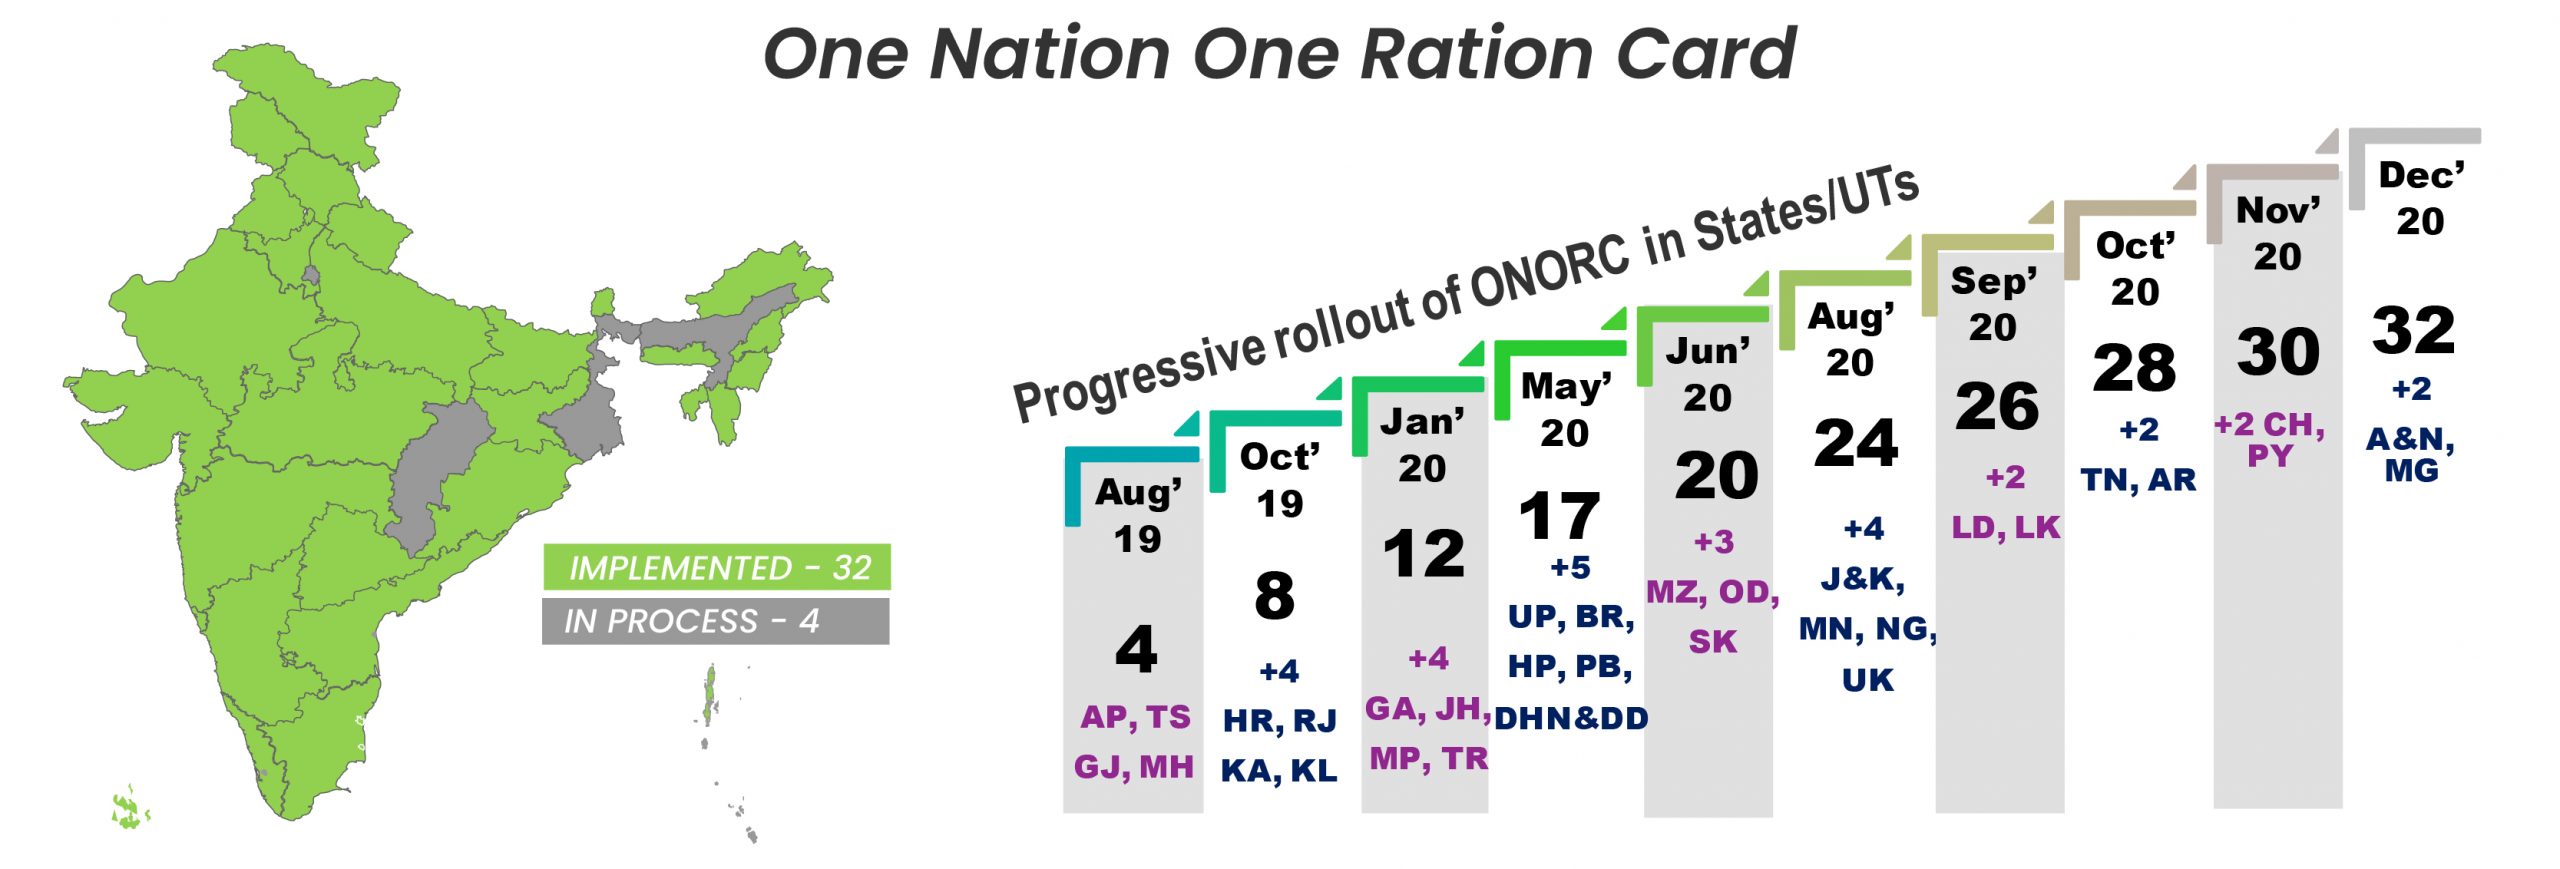 One Nation One Ration Card
Progressive rollout of ONORC in States/UTs
IMPLEMENTED - 32
IN PROCESS - 4
Aug'
19
4
AP, TS
GJ, MH
Oct'
19
8
+4
HR, RJ
KA, KL
Jan'
20
12
+4
GA, JH,
MP, TR
May'
20
17
+5
UP, BR,
HP, PB,
DHN&DD
Jun'
20
20
+3
MZ, OD,
SK
Aug'
20
24
+4
J&K,
MN, NG,
UK
Sep'
20
26
+2
LD, LK
Oct'
20
28
+2
TN, AR
Nov'
20
30
+2 CH,
PY
Dec'
20
32
+2
A&N,
MG